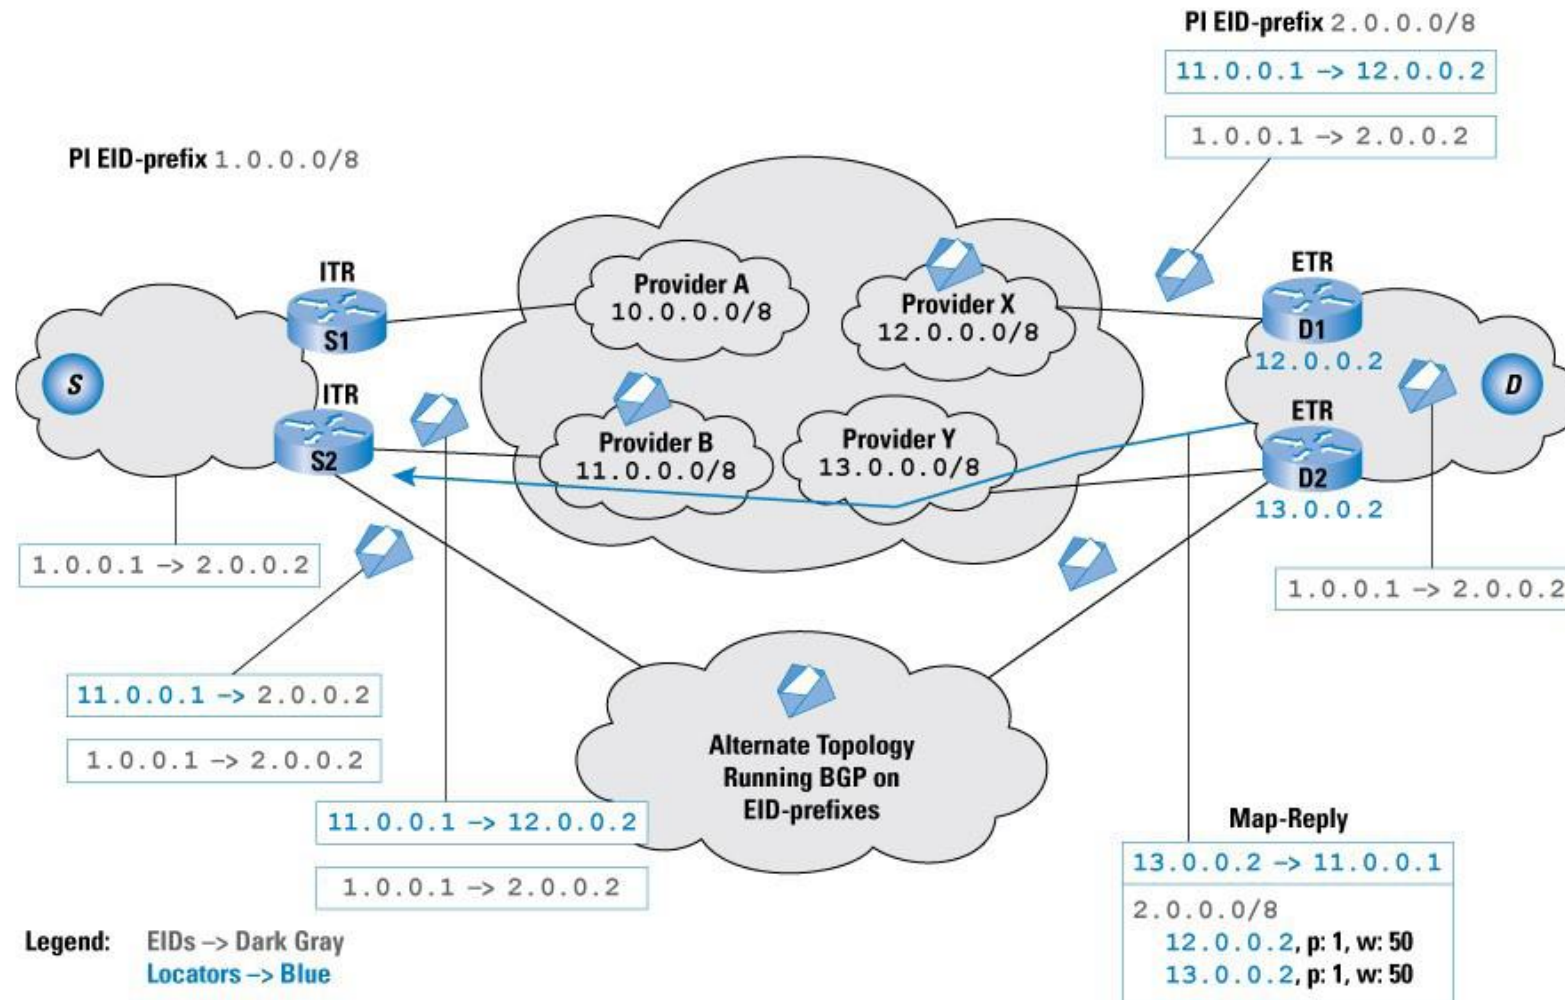 PI EID-prefix 2.0.0.0/8
11.0.0.1 –> 12.0.0.2
1.0.0.1 –> 2.0.0.2
PI EID-prefix 1.0.0.0/8
ITR
S1
Provider A
10.0.0.0/8
Provider X
12.0.0.0/8
ETR
D1
12.0.0.2
S
D
ITR
S2
Provider B
11.0.0.0/8
Provider Y
13.0.0.0/8
ETR
D2
13.0.0.2
1.0.0.1 –> 2.0.0.2
1.0.0.1 –> 2.0.0.2
11.0.0.1 –> 2.0.0.2
1.0.0.1 –> 2.0.0.2
Alternate Topology
Running BGP on
EID-prefixes
11.0.0.1 –> 12.0.0.2
1.0.0.1 –> 2.0.0.2
Map-Reply
13.0.0.2 –> 11.0.0.1
2.0.0.0/8
12.0.0.2, p: 1, w: 50
13.0.0.2, p: 1, w: 50
Legend: EIDs –> Dark Gray
Locators –> Blue